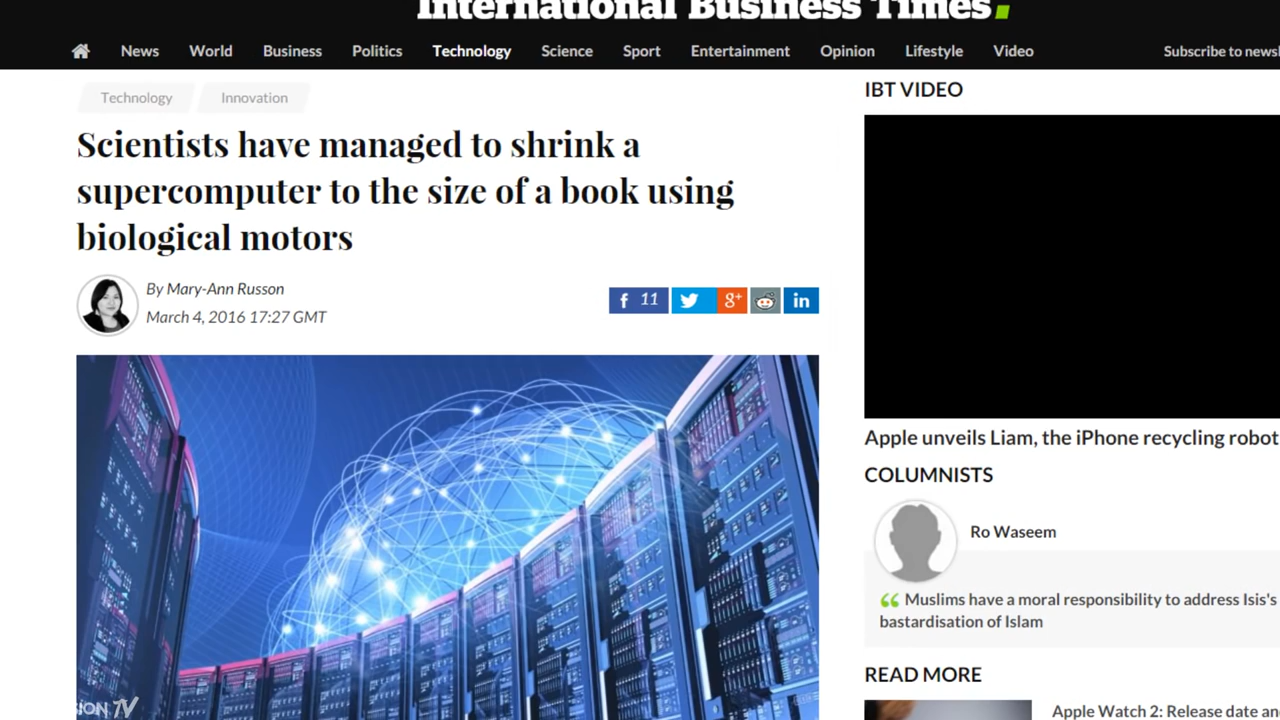 International Business Times.
News World Business Politics Technology Science Sport Entertainment Opinion Lifestyle Video Subscribe to
Technology Innovation
Scientists have managed to shrink a
supercomputer to the size of a book using
biological motors
By Mary-Ann Russon
March 4, 2016 17:27 GMT
f 11 g+ in
IBT VIDEO
Apple unveils Liam, the iPhone recycling robot
COLUMNISTS
Ro Waseem
Muslims have a moral responsibility to address Isis's
bastardisation of Islam
READ MORE
Apple Watch 2: Release date
TV